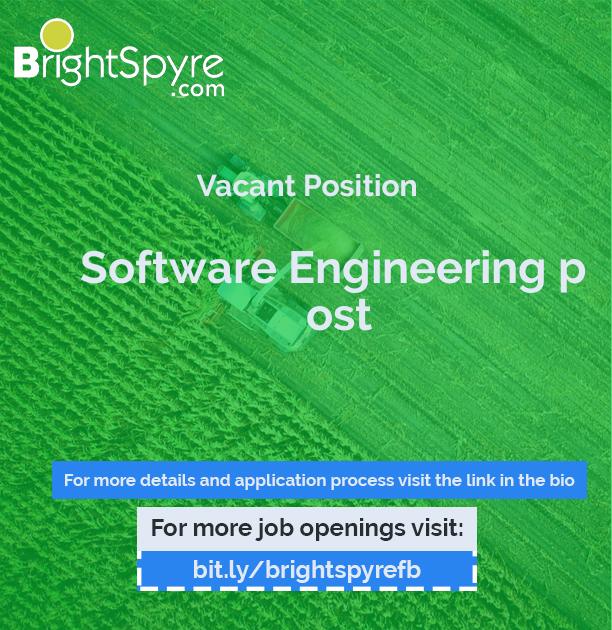 BrightSpyre
.com
Vacant Position
Software Engineering p
ost
For more details and application process visit the link in the bio
For more job openings visit:
bit.ly/brightspyrefb